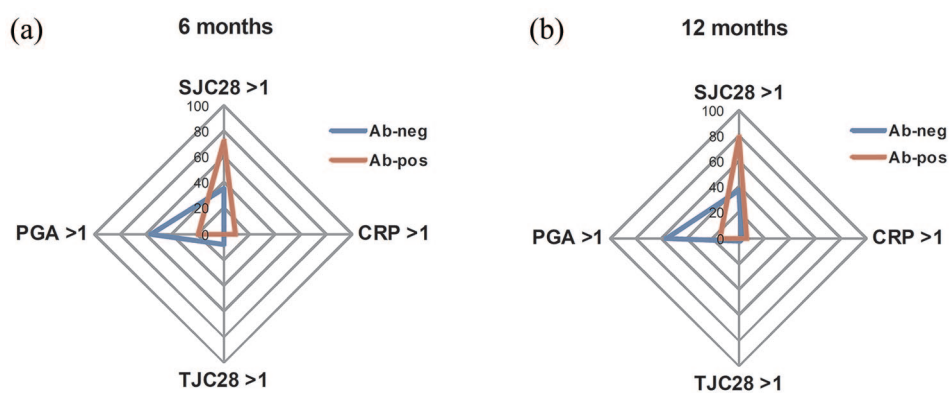 (a)
6 months
SJC28 >1
100
80
60
40
20
0
PGA >1
CRP >1
TJC28 >1
Ab-neg
Ab-pos
(b)
12 months
SJC28 >1
100
80
60
40
20
0
PGA >1
CRP >1
TJC28 >1
Ab-neg
Ab-pos